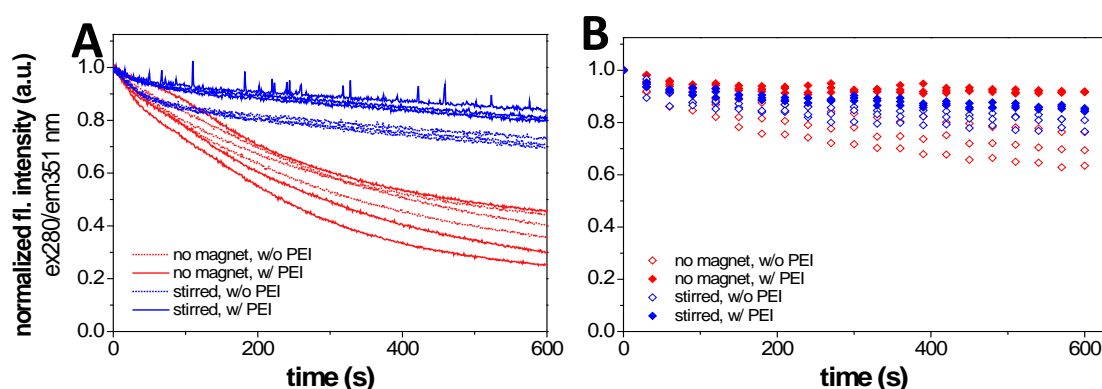 A
normalized fl. intensity (a.u.)
ex280/em351 nm
1.0
0.8
0.6
0.4
0.2
0.0
no magnet, w/o PEI
no magnet, w/ PEI
stirred, w/o PEI
stirred, w/ PEI
0 200 400 600
time (s)
B
1.0
0.8
0.6
0.4
0.2
0.0
no magnet, w/o PEI
no magnet, w/ PEI
stirred, w/o PEI
stirred, w/ PEI
0 200 400 600
time (s)